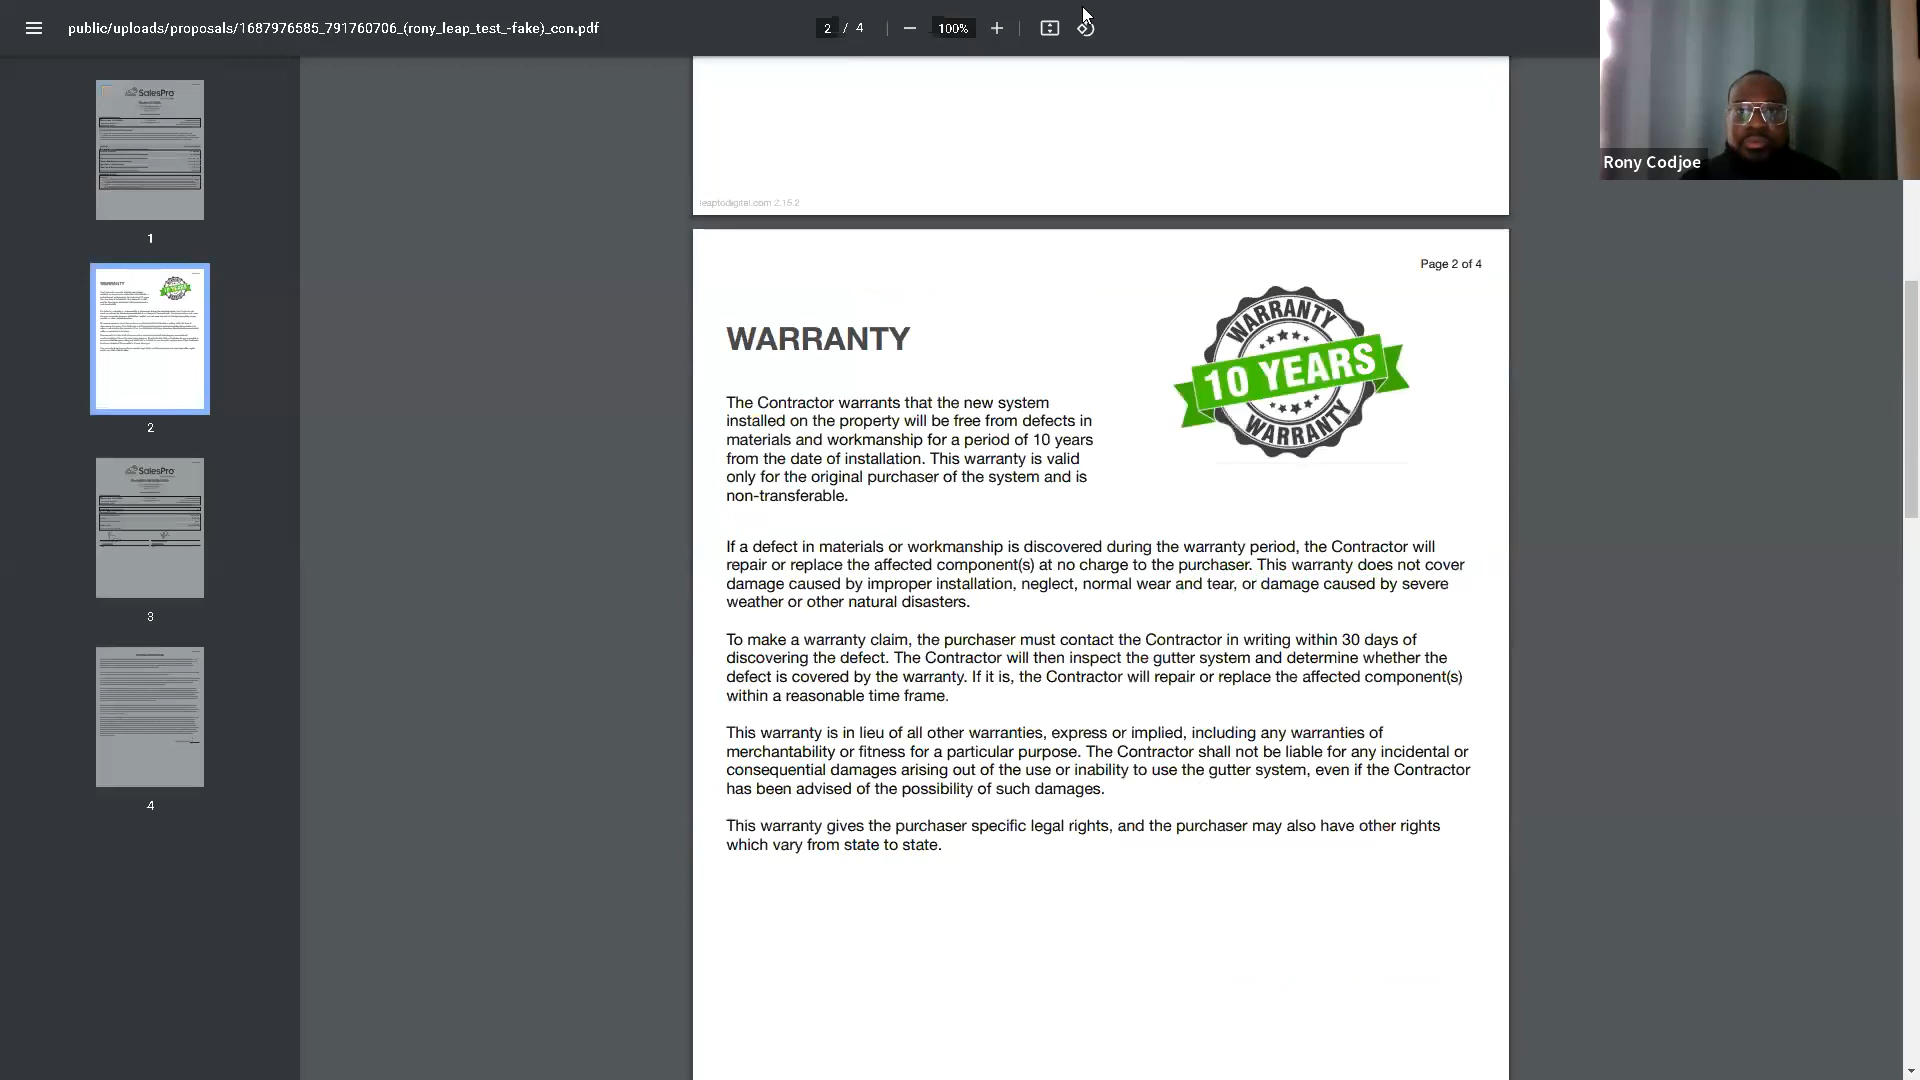 public/uploads/proposals/1687976585_791760706_(rony_leap_test_-fake)_con.pdf
2 / 4
100%
Rony Codjoe
SalesPro
1
WARRANTY
10 YEARS
2
SalesPro
3
4
leaptodigital.com 2.15.2
Page 2 of 4
WARRANTY
WARRANTY
10 YEARS
WARRANTY
The Contractor warrants that the new system
installed on the property will be free from defects in
materials and workmanship for a period of 10 years
from the date of installation. This warranty is valid
only for the original purchaser of the system and is
non-transferable.
If a defect in materials or workmanship is discovered during the warranty period, the Contractor will
repair or replace the affected component(s) at no charge to the purchaser. This warranty does not cover
damage caused by improper installation, neglect, normal wear and tear, or damage caused by severe
weather or other natural disasters.
To make a warranty claim, the purchaser must contact the Contractor in writing within 30 days of
discovering the defect. The Contractor will then inspect the gutter system and determine whether the
defect is covered by the warranty. If it is, the Contractor will repair or replace the affected component(s)
within a reasonable time frame.
This warranty is in lieu of all other warranties, express or implied, including any warranties of
merchantability or fitness for a particular purpose. The Contractor shall not be liable for any incidental or
consequential damages arising out of the use or inability to use the gutter system, even if the Contractor
has been advised of the possibility of such damages.
This warranty gives the purchaser specific legal rights, and the purchaser may also have other rights
which vary from state to state.